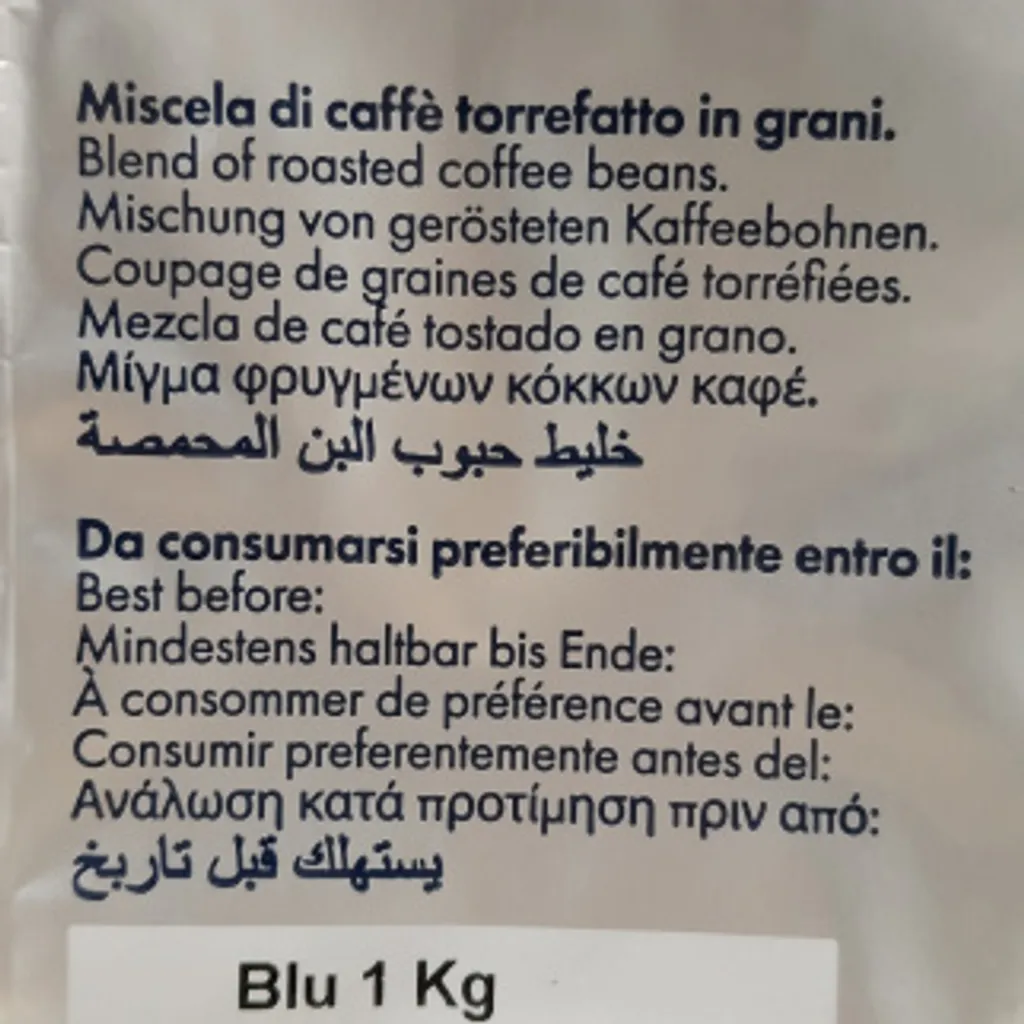 Miscela di caffè torrefatto in grani.
Blend of roasted coffee beans.
Mischung von gerösteten Kaffeebohnen.
Coupage de graines de café torréfiées.
Mezcla de café tostado en grano.
Μίγμα φρυγμένων κόκκων καφέ.
خليط حبوب البن المحمصة
Da consumarsi preferibilmente entro il:
Best before:
Mindestens haltbar bis Ende:
À consommer de préférence avant le:
Consumir preferentemente antes del:
Ανάλωση κατά προτίμηση πριν από:
يستهلك قبل تاريخ
Blu 1 Kg